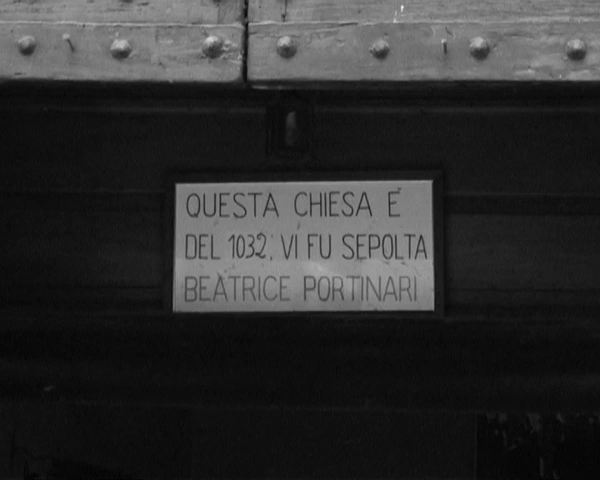 QUESTA CHIESA É
DEL 1032, VI FU SEPOLTA
BEATRICE PORTINARI